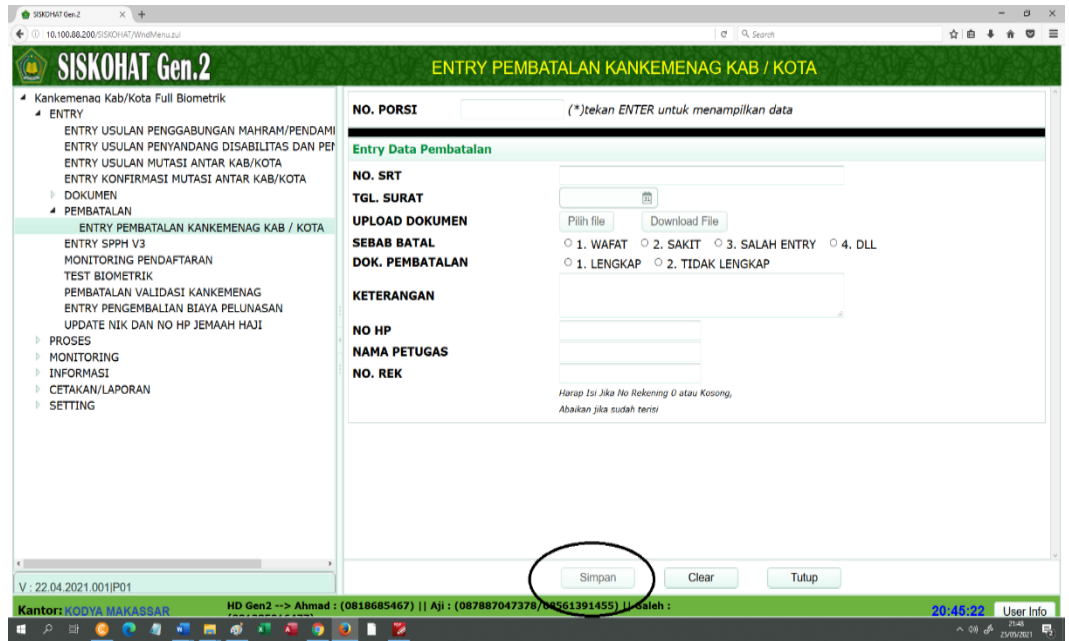 SISKOHAT Gen.2
10.100.88.200/SISKOHAT/WndMenu.zul
Search
SISKOHAT Gen.2
ENTRY PEMBATALAN KANKEMENAG KAB / KOTA
Kankemenag Kab/Kota Full Biometrik
ENTRY
ENTRY USULAN PENGGABUNGAN MAHRAM/PENDAMI
ENTRY USULAN PENYANDANG DISABILITAS DAN PEN
ENTRY USULAN MUTASI ANTAR KAB/KOTA
ENTRY KONFIRMASI MUTASI ANTAR KAB/KOTA
DOKUMEN
PEMBATALAN
ENTRY PEMBATALAN KANKEMENAG KAB / KOTA
ENTRY SPPH V3
MONITORING PENDAFTARAN
TEST BIOMETRIK
PEMBATALAN VALIDASI KANKEMENAG
ENTRY PENGEMBALIAN BIAYA PELUNASAN
UPDATE NIK DAN NO HP JEMAAH HAJI
PROSES
MONITORING
INFORMASI
CETAKAN/LAPORAN
SETTING
V : 22.04.2021.001|P01
NO. PORSI (*)tekan ENTER untuk menampilkan data
Entry Data Pembatalan
NO. SRT
TGL. SURAT
UPLOAD DOKUMEN Pilih file Download File
SEBAB BATAL 1. WAFAT 2. SAKIT 3. SALAH ENTRY 4. DLL
DOK. PEMBATALAN 1. LENGKAP 2. TIDAK LENGKAP
KETERANGAN
NO HP
NAMA PETUGAS
NO. REK
Harap Isi Jika No Rekening 0 atau Kosong,
Abaikan jika sudah terisi
Simpan Clear Tutup
Kantor: KODYA MAKASSAR HD Gen2 --> Ahmad : (0818685467) || Aji : (087887047378/08561391455) || Saleh : 20:45:22 User Info
21:48
23/05/2021